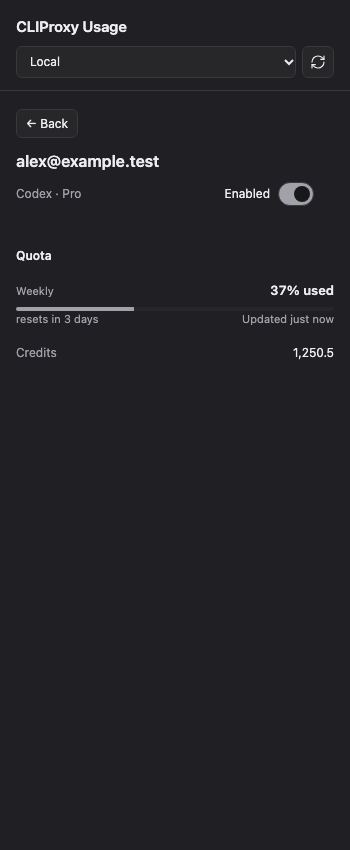 CLIProxy Usage
Local
← Back
alex@example.test
Codex · Pro
Enabled
Quota
Weekly
37% used
resets in 3 days
Updated just now
Credits
1,250.5